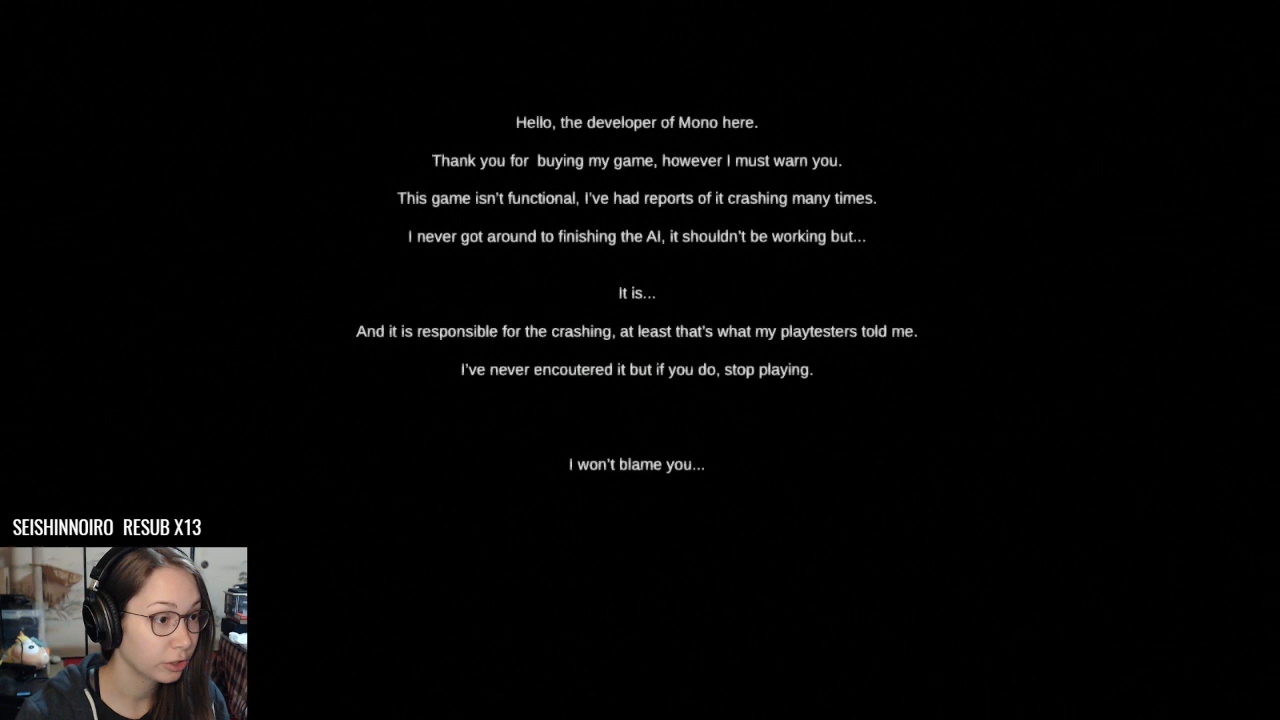 Hello, the developer of Mono here.
Thank you for  buying my game, however I must warn you.
This game isn't functional, I've had reports of it crashing many times.
I never got around to finishing the AI, it shouldn't be working but...
It is...
And it is responsible for the crashing, at least that's what my playtesters told me.
I've never encoutered it but if you do, stop playing.
I won't blame you...
SEISHINNOIRO  RESUB X13